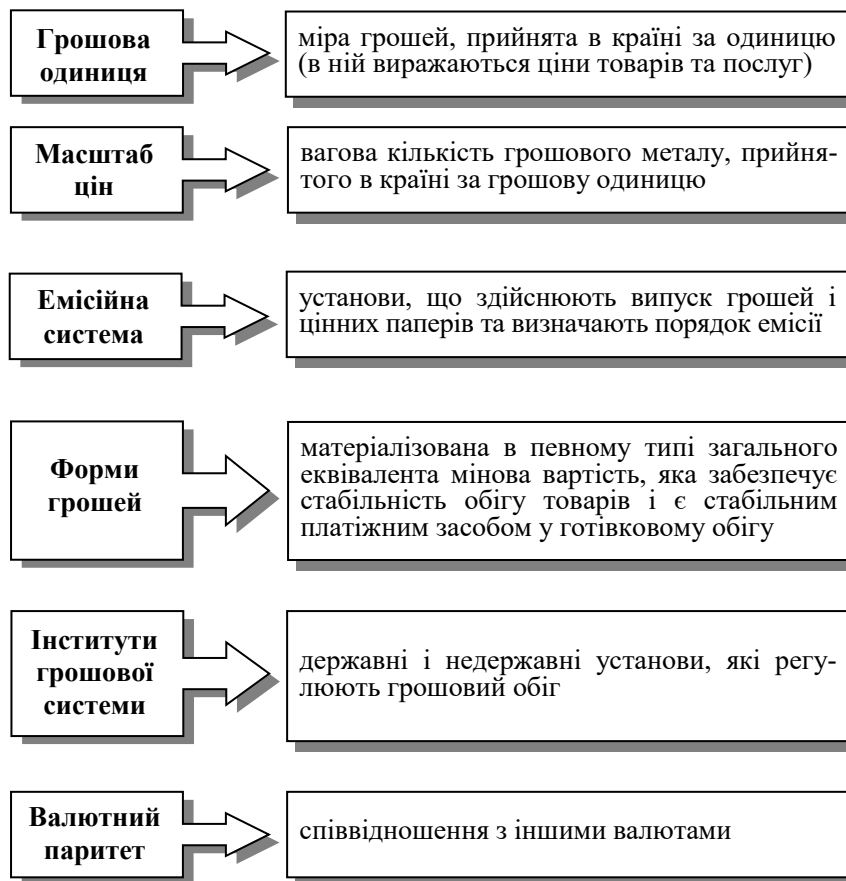 Грошова
одиниця
міра грошей, прийнята в країні за одиницю
(в ній виражаються ціни товарів та послуг)
Масштаб
цін
вагова кількість грошового металу, прийня-
того в країні за грошову одиницю
Емісійна
система
установи, що здійснюють випуск грошей і
цінних паперів та визначають порядок емісії
Форми
грошей
матеріалізована в певному типі загального
еквівалента мінова вартість, яка забезпечує
стабільність обігу товарів і є стабільним
платіжним засобом у готівковому обігу
Інститути
грошової
системи
державні і недержавні установи, які регу-
люють грошовий обіг
Валютний
паритет
співвідношення з іншими валютами